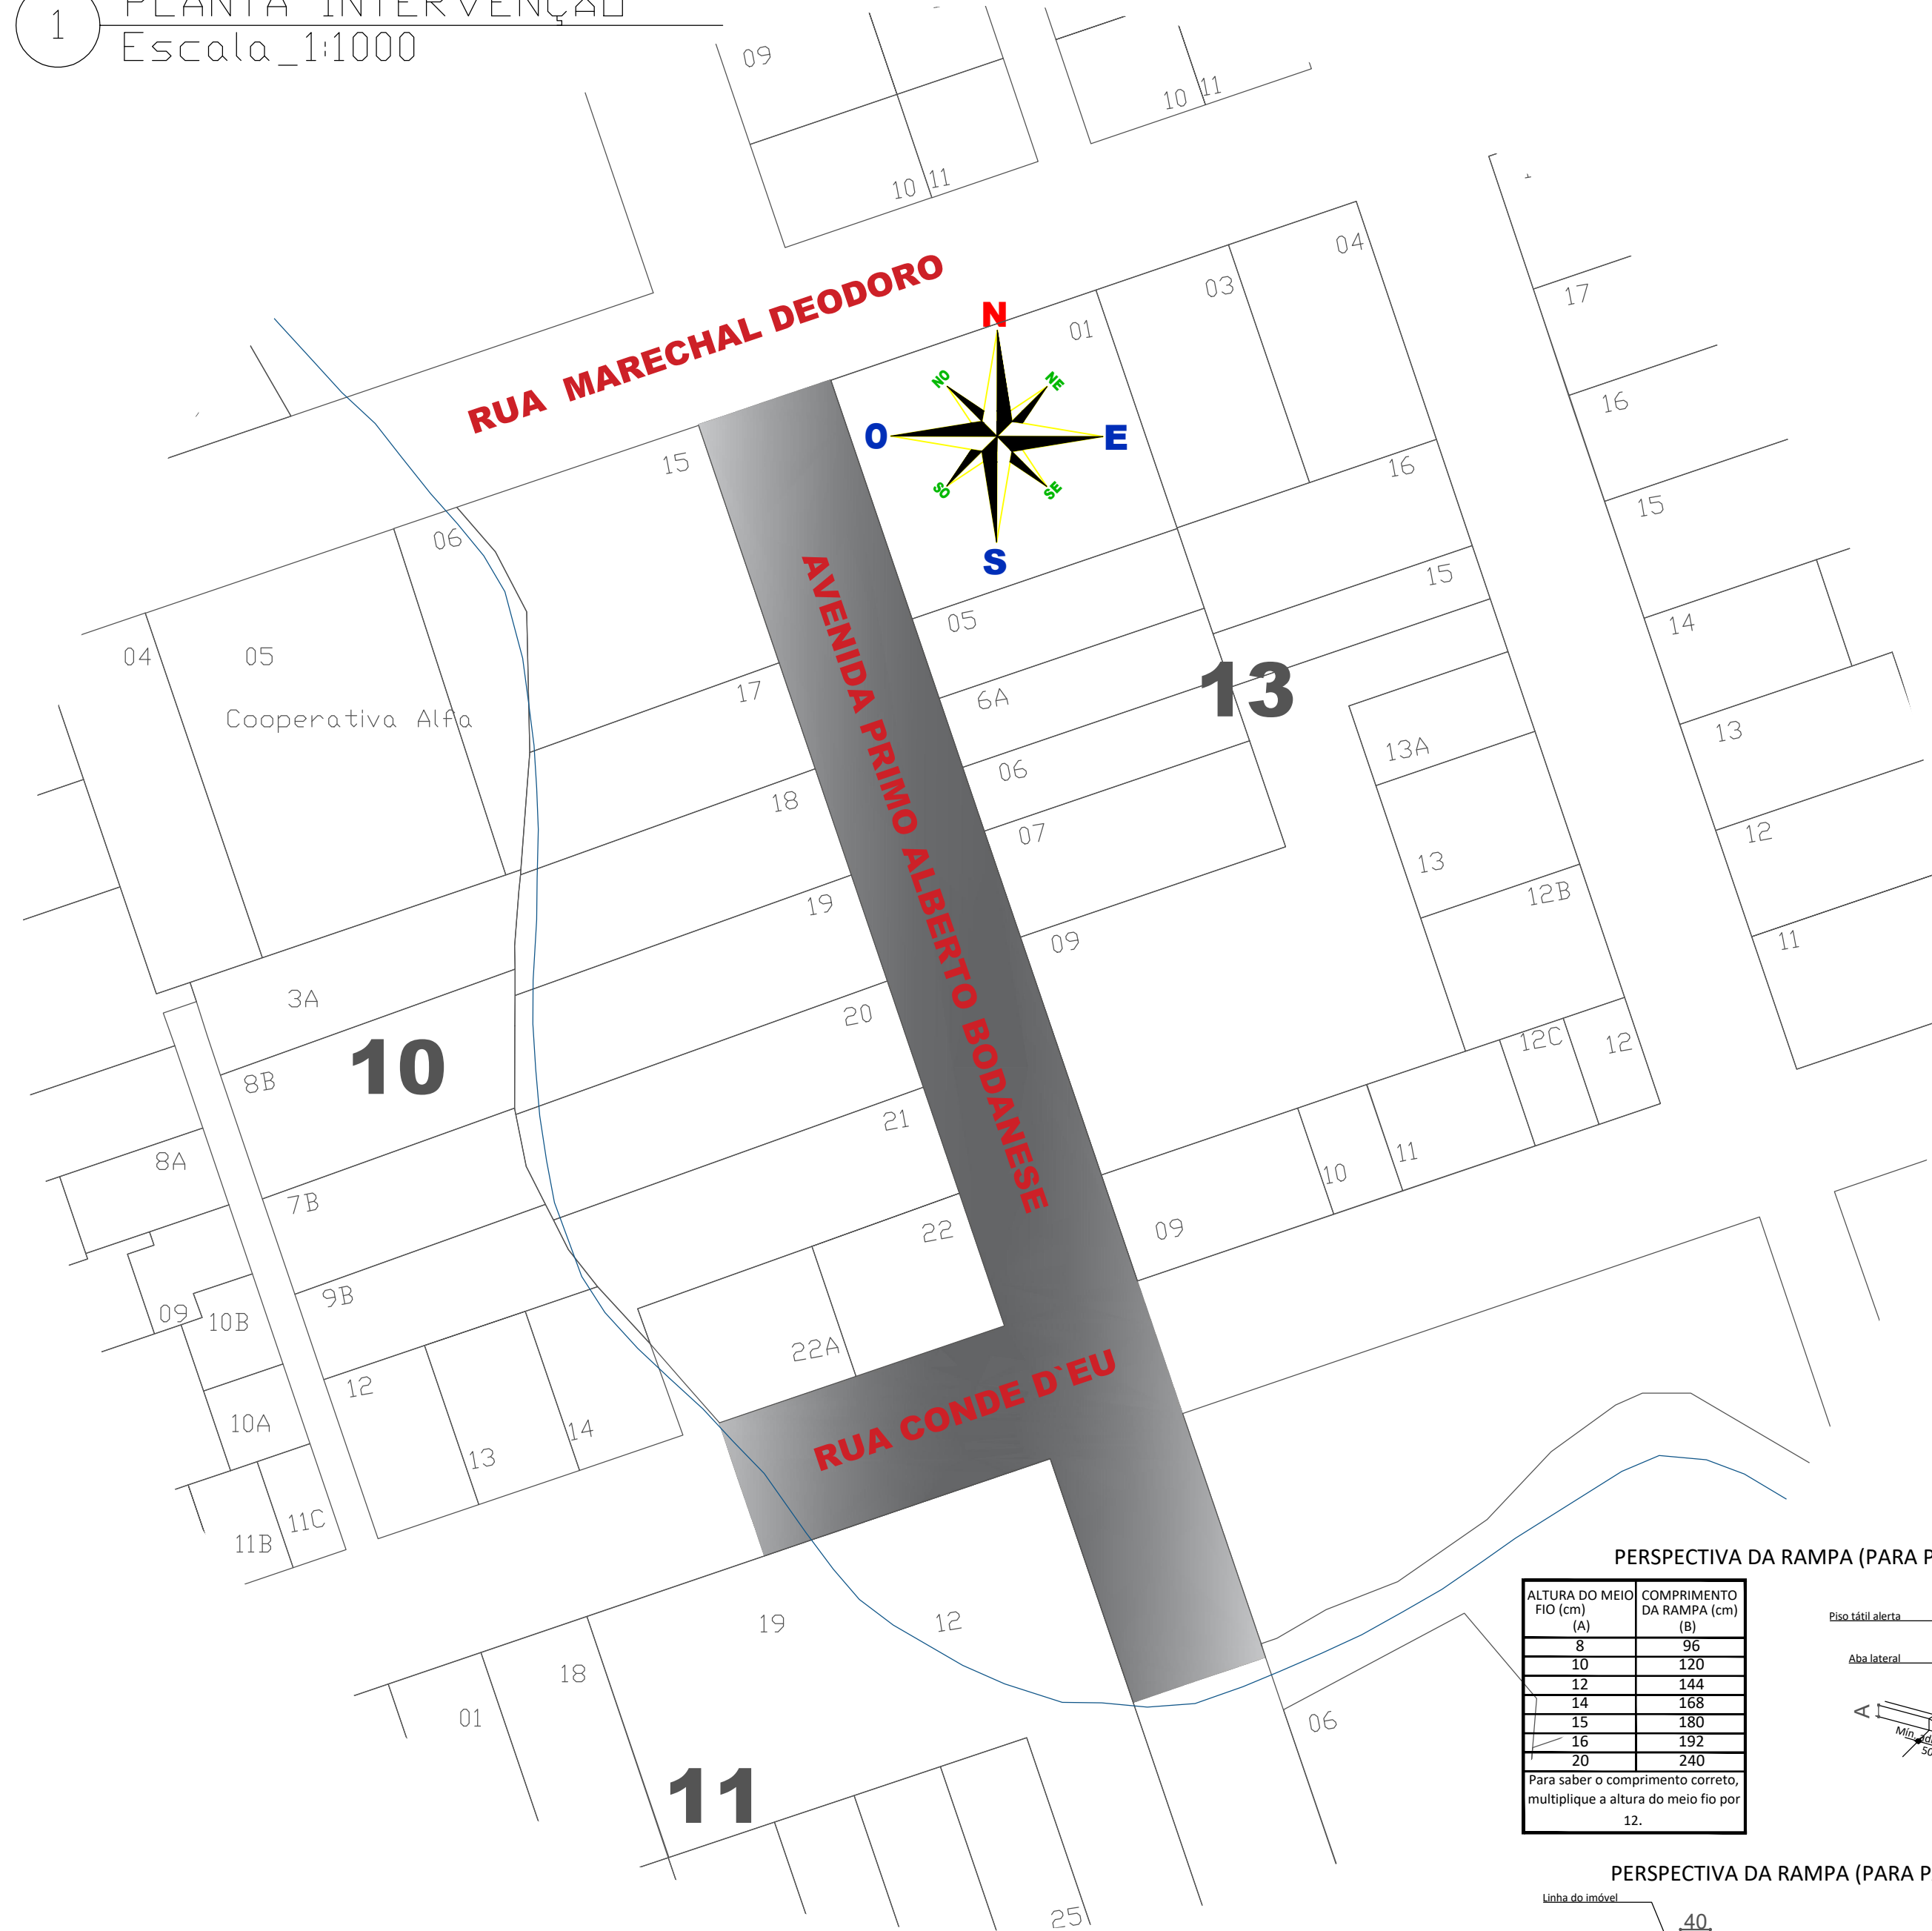 1
PLANTA INTERVENÇÃO
Escala_1:1000
09
10 11
10 11
RUA MARECHAL DEODORO
N
NO
NE
O
E
SO
SE
S
01
03
04
17
16
15
14
13
12
11
15
06
04
05
Cooperativa Alfa
17
18
19
20
21
22
22A
AVENIDA PRIMO ALBERTO BODANESE
05
6A
06
07
09
16
15
13
13A
13
12B
12C
12
11
10
09
3A
10
8B
8A
7B
9B
09
10B
10A
12
13
14
11B
11C
RUA CONDE D`EU
19
12
18
01
11
25
06
PERSPECTIVA DA RAMPA (PARA P
ALTURA DO MEIO FIO (cm) (A)
COMPRIMENTO DA RAMPA (cm) (B)
8 96
10 120
12 144
14 168
15 180
16 192
20 240
Para saber o comprimento correto,
multiplique a altura do meio fio por
12.
Piso tátil alerta
Aba lateral
A
50
PERSPECTIVA DA RAMPA (PARA P
Linha do imóvel
40